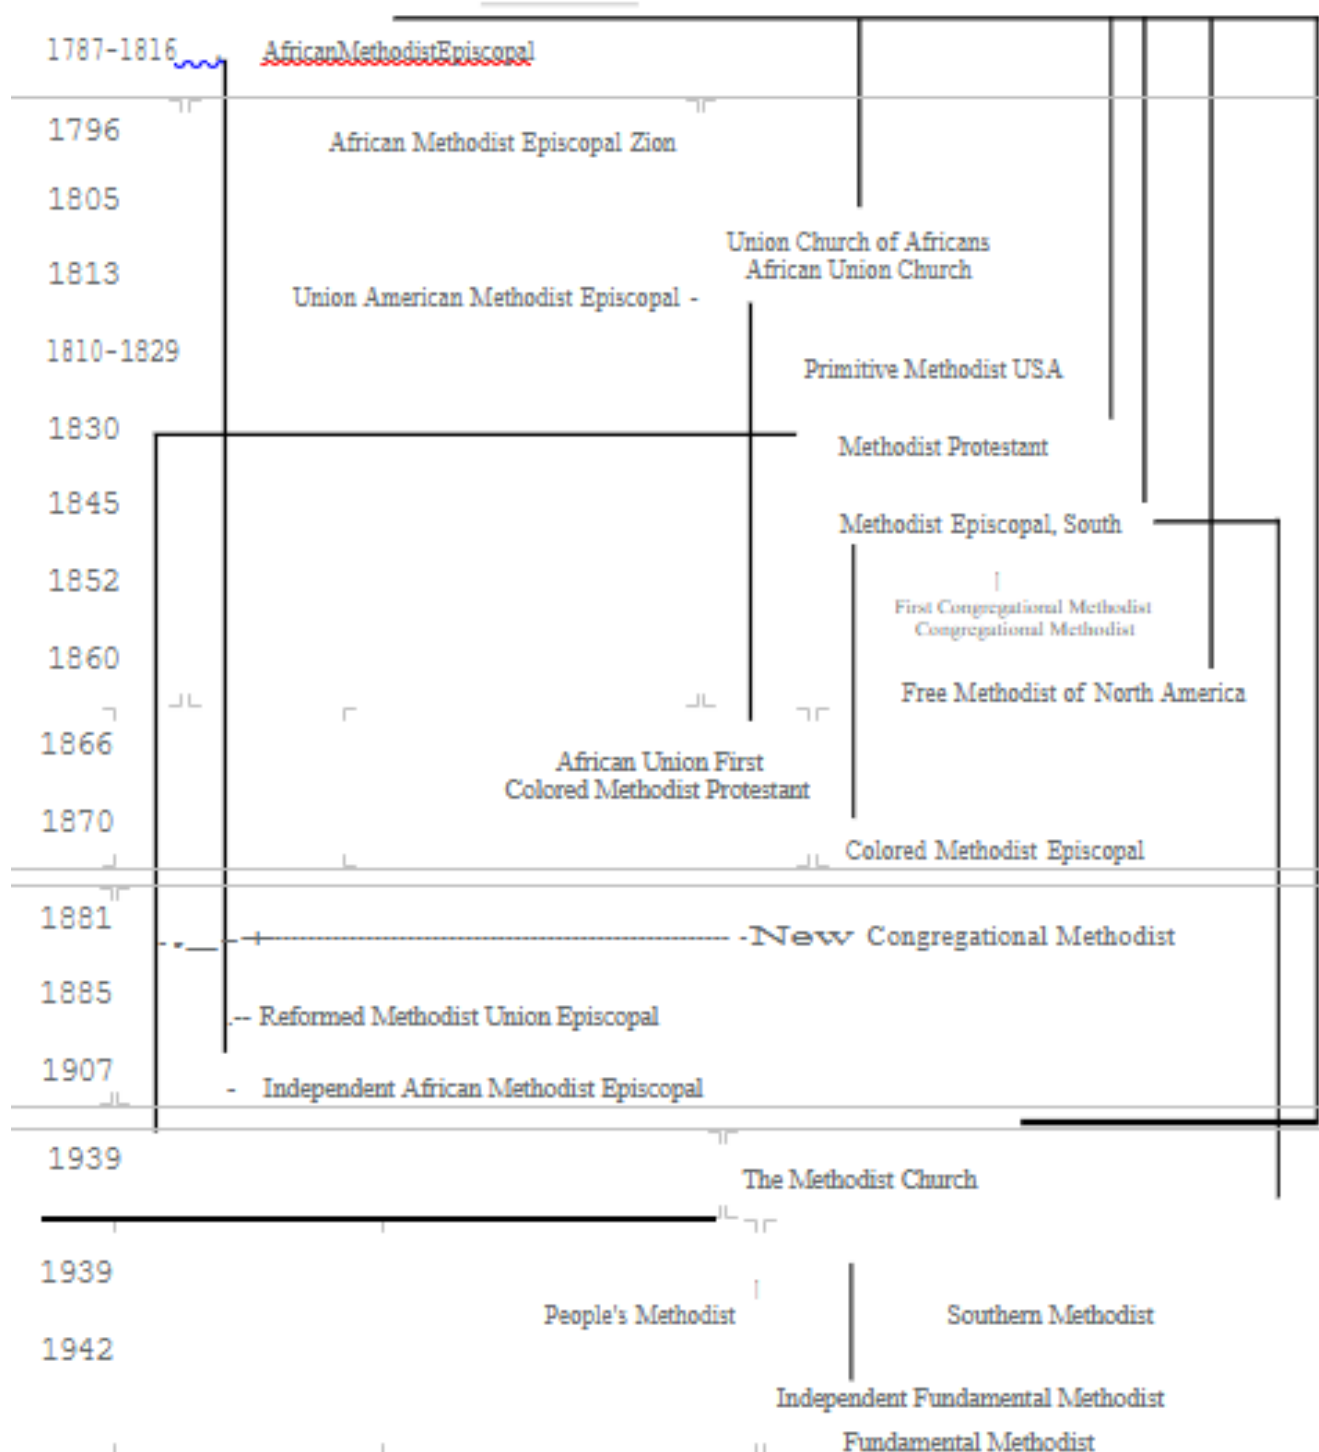 1787-1816 AfricanMethodistEpiscopal
1796
African Methodist Episcopal Zion
1805
Union Church of Africans
African Union Church
1813
Union American Methodist Episcopal -
1810-1829
Primitive Methodist USA
1830
Methodist Protestant
1845
Methodist Episcopal, South
1852
First Congregational Methodist
Congregational Methodist
1860
Free Methodist of North America
1866
African Union First
Colored Methodist Protestant
1870
Colored Methodist Episcopal
1881
-New Congregational Methodist
1885
-- Reformed Methodist Union Episcopal
1907
- Independent African Methodist Episcopal
1939
The Methodist Church
1939
People's Methodist
Southern Methodist
1942
Independent Fundamental Methodist
Fundamental Methodist